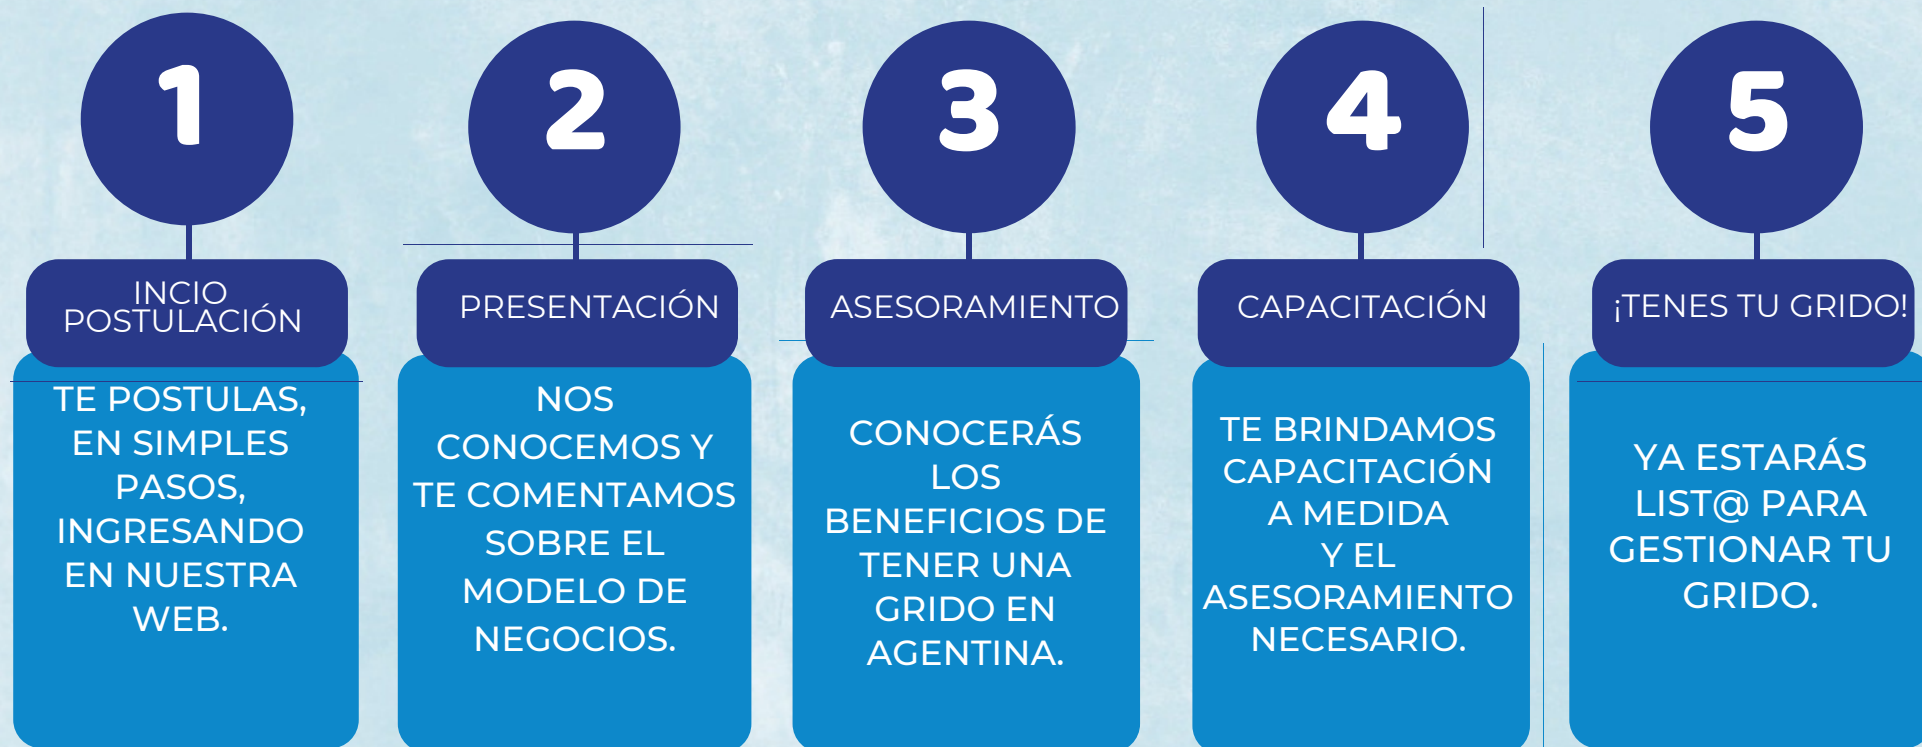 1
INCIO
POSTULACIÓN
TE POSTULAS,
EN SIMPLES
PASOS,
INGRESANDO
EN NUESTRA
WEB.
2
PRESENTACIÓN
NOS
CONOCEMOS Y
TE COMENTAMOS
SOBRE EL
MODELO DE
NEGOCIOS.
3
ASESORAMIENTO
CONOCERÁS
LOS
BENEFICIOS DE
TENER UNA
GRIDO EN
AGENTINA.
4
CAPACITACIÓN
TE BRINDAMOS
CAPACITACIÓN
A MEDIDA
Y EL
ASESORAMIENTO
NECESARIO.
5
¡TENES TU GRIDO!
YA ESTARÁS
LIST@ PARA
GESTIONAR TU
GRIDO.